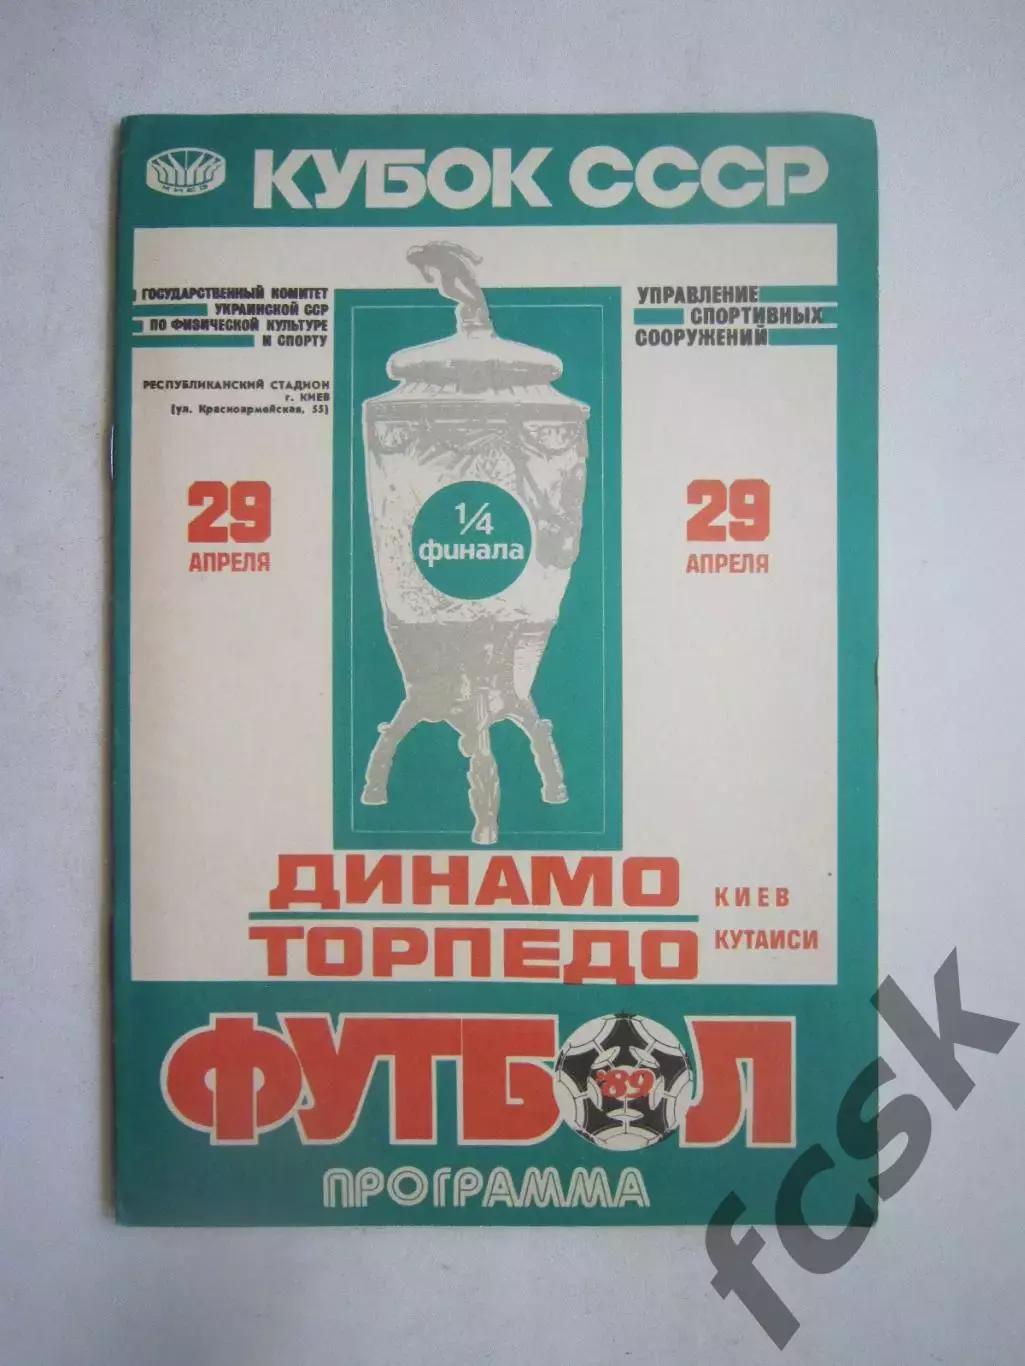 КИЕВ
КУБОК СССР
ГОСУДАРСТВЕННЫЙ КОМИТЕТ
УКРАИНСКОЙ ССР
ПО ФИЗИЧЕСКОЙ КУЛЬТУРЕ
И СПОРТУ
РЕСПУБЛИКАНСКИЙ СТАДИОН
г. КИЕВ
(ул. Красноармейская, 55)
УПРАВЛЕНИЕ
СПОРТИВНЫХ
СООРУЖЕНИЙ
29
АПРЕЛЯ
1/4
финала
29
АПРЕЛЯ
ДИНАМО КИЕВ
ТОРПЕДО КУТАИСИ
ФУТБОЛ
'89
ПРОГРАММА
fcsk